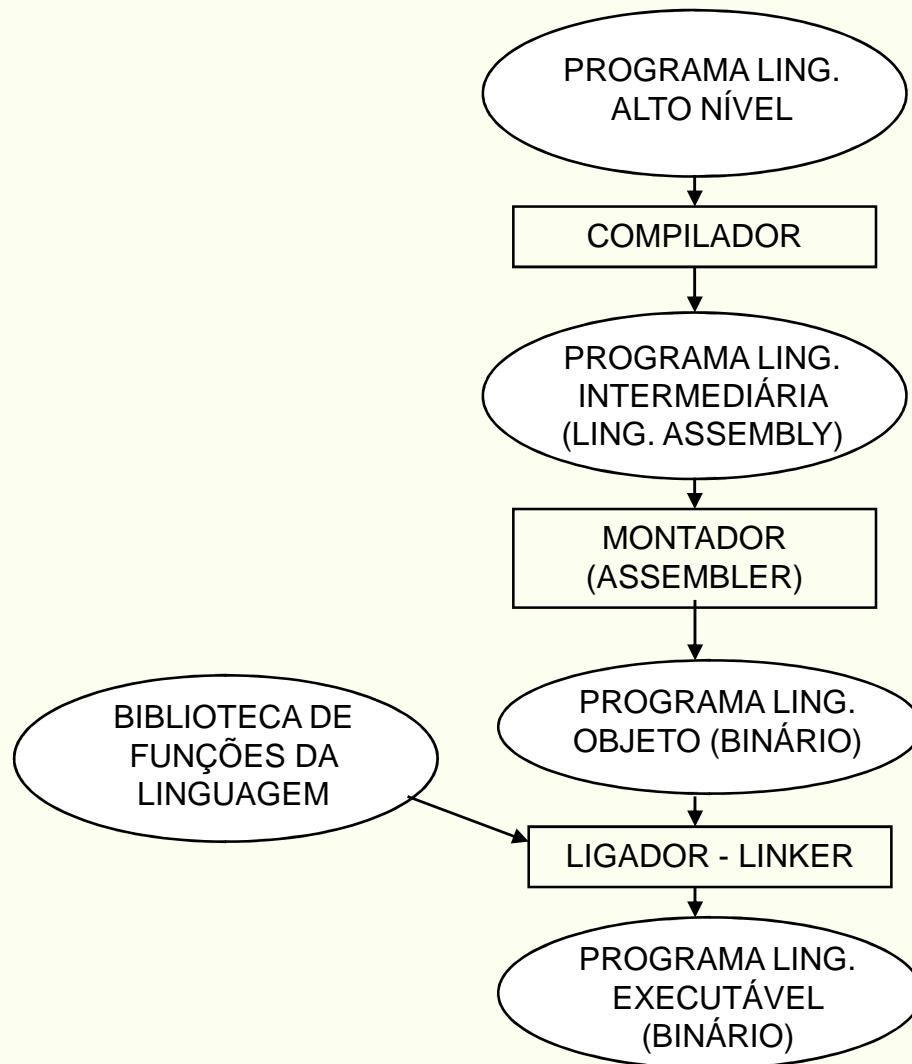 PROGRAMA LING.
ALTO NÍVEL
COMPILADOR
PROGRAMA LING.
INTERMEDIÁRIA
(LING. ASSEMBLY)
MONTADOR
(ASSEMBLER)
PROGRAMA LING.
OBJETO (BINÁRIO)
BIBLIOTECA DE
FUNÇÕES DA
LINGUAGEM
LIGADOR - LINKER
PROGRAMA LING.
EXECUTÁVEL
(BINÁRIO)